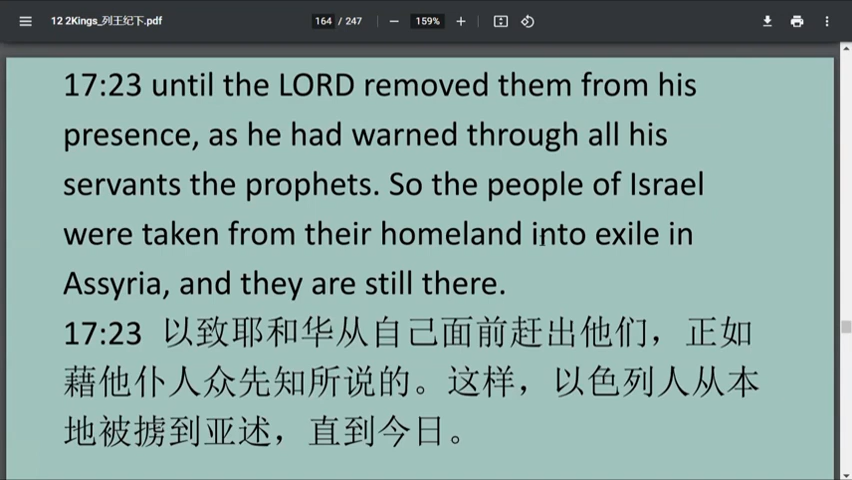 12 2Kings_列王纪下.pdf
164 / 247
159%
17:23 until the LORD removed them from his
presence, as he had warned through all his
servants the prophets. So the people of Israel
were taken from their homeland into exile in
Assyria, and they are still there.
17:23 以致耶和华从自己面前赶出他们，正如
藉他仆人众先知所说的。这样，以色列人从本
地被掳到亚述，直到今日。